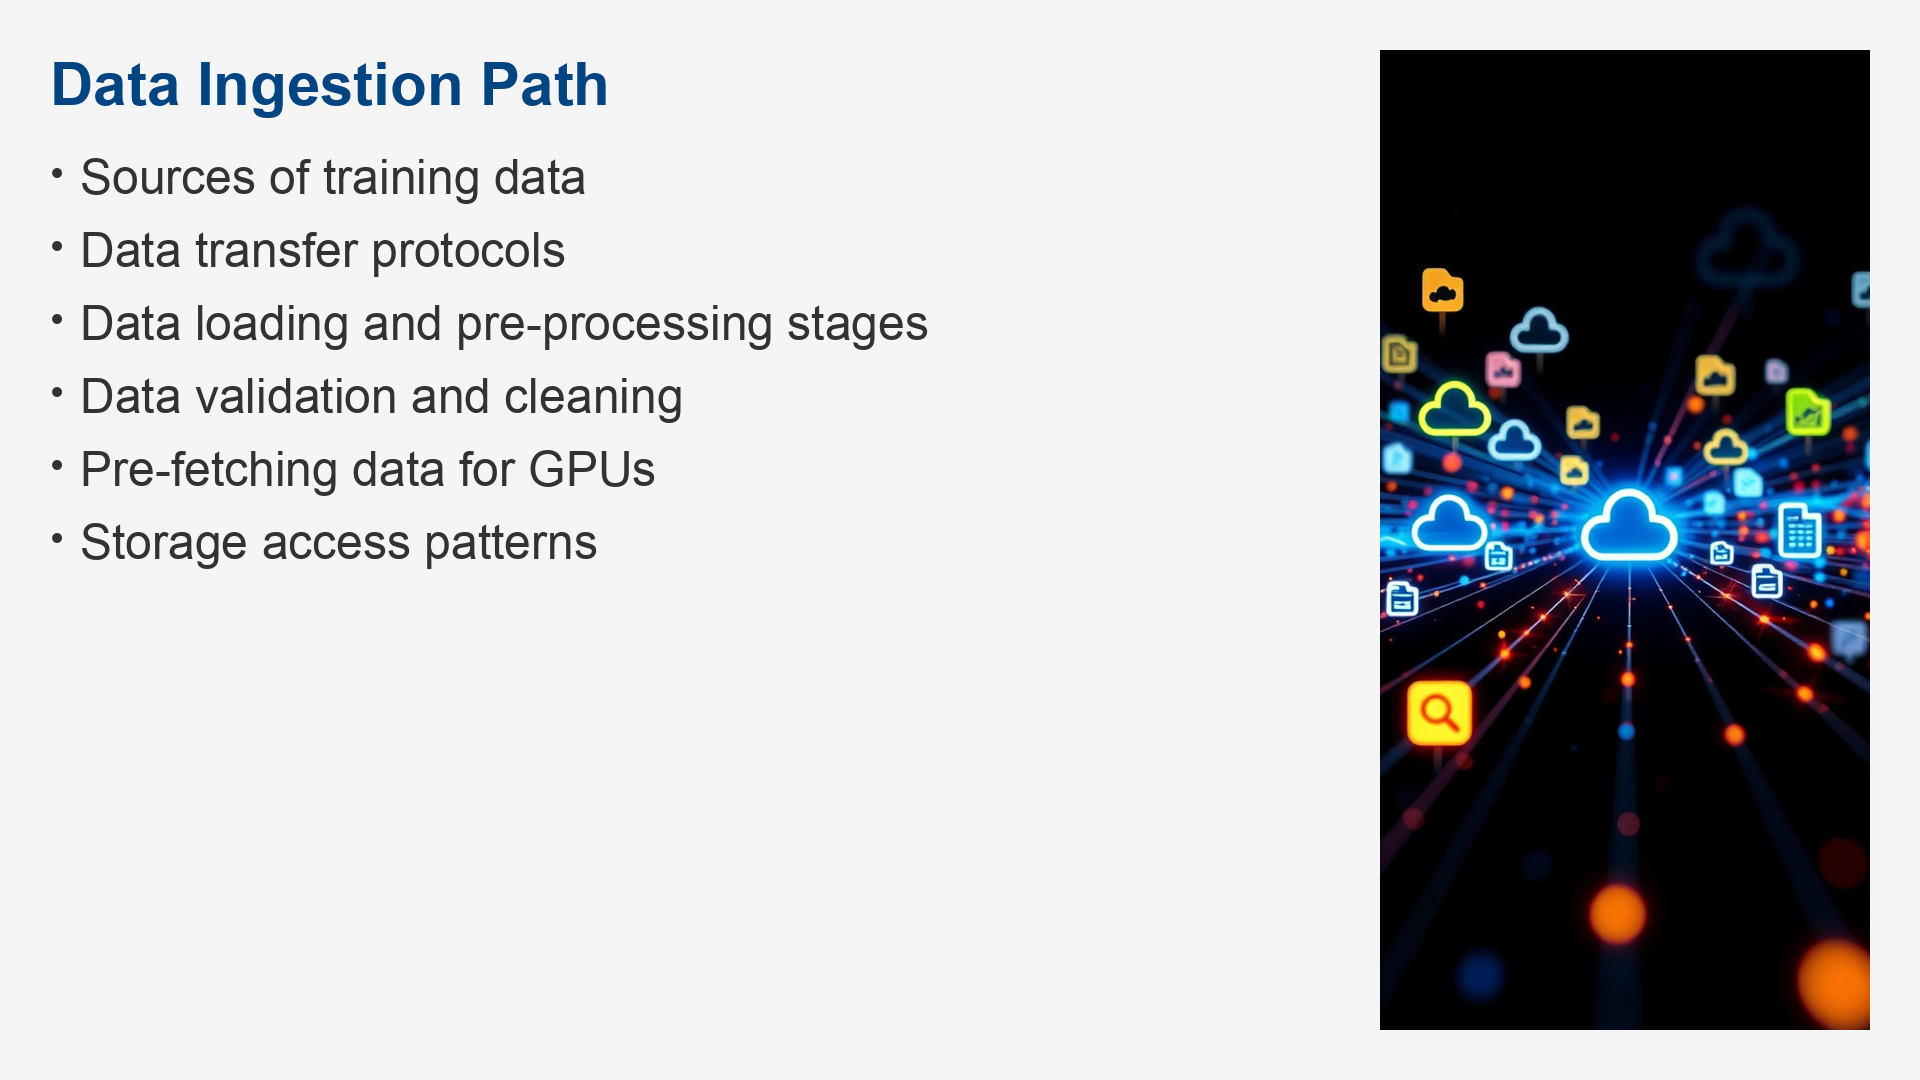 Data Ingestion Path
• Sources of training data
• Data transfer protocols
• Data loading and pre-processing stages
• Data validation and cleaning
• Pre-fetching data for GPUs
• Storage access patterns